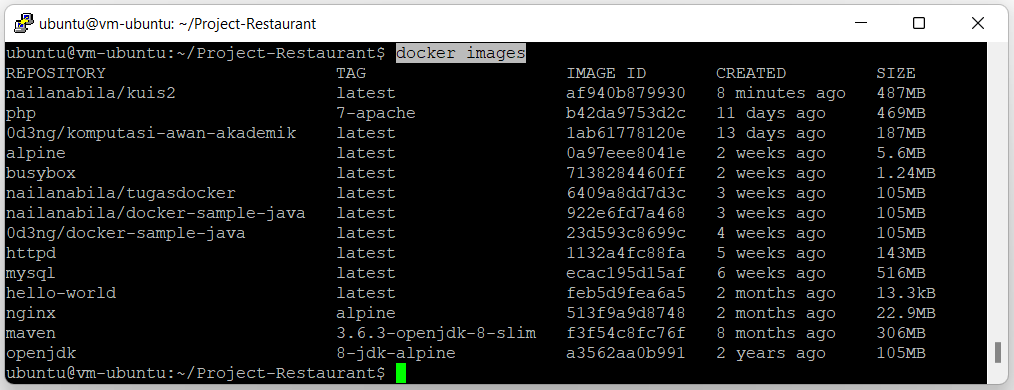 ubuntu@vm-ubuntu: ~/Project-Restaurant
ubuntu@vm-ubuntu:~/Project-Restaurant$ docker images
REPOSITORY TAG IMAGE ID CREATED SIZE
nailanabila/kuis2 latest af940b879930 8 minutes ago 487MB
php 7-apache b42da9753d2c 11 days ago 469MB
0d3ng/komputasi-awan-akademik latest 1ab61778120e 13 days ago 187MB
alpine latest 0a97eee8041e 2 weeks ago 5.6MB
busybox latest 7138284460ff 2 weeks ago 1.24MB
nailanabila/tugasdocker latest 6409a8dd7d3c 3 weeks ago 105MB
nailanabila/docker-sample-java latest 922e6fd7a468 3 weeks ago 105MB
0d3ng/docker-sample-java latest 23d593c8699c 4 weeks ago 105MB
httpd latest 1132a4fc88fa 5 weeks ago 143MB
mysql latest ecac195d15af 6 weeks ago 516MB
hello-world latest feb5d9fea6a5 2 months ago 13.3kB
nginx alpine 513f9a9d8748 2 months ago 22.9MB
maven 3.6.3-openjdk-8-slim f3f54c8fc76f 8 months ago 306MB
openjdk 8-jdk-alpine a3562aa0b991 2 years ago 105MB
ubuntu@vm-ubuntu:~/Project-Restaurant$